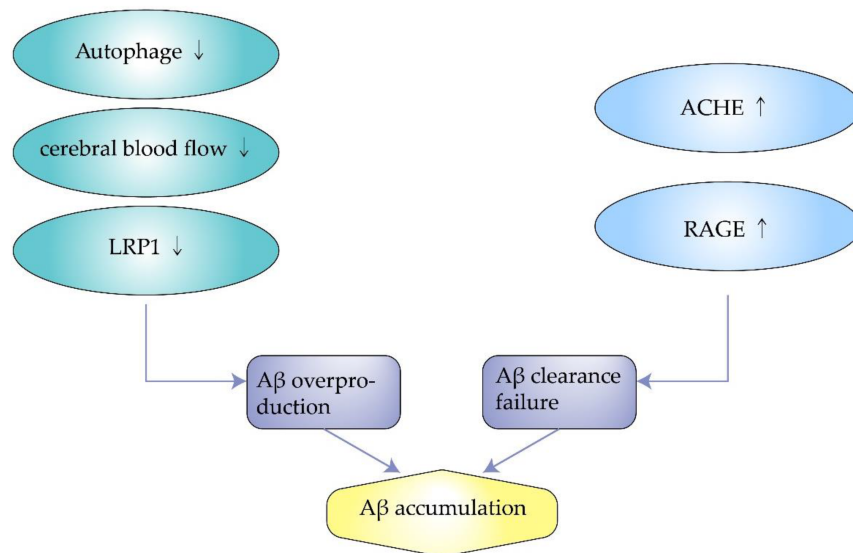 Autophage ↓
cerebral blood flow ↓
LRP1 ↓
ACHE ↑
RAGE ↑
Aβ overpro-
duction
Aβ clearance
failure
Aβ accumulation